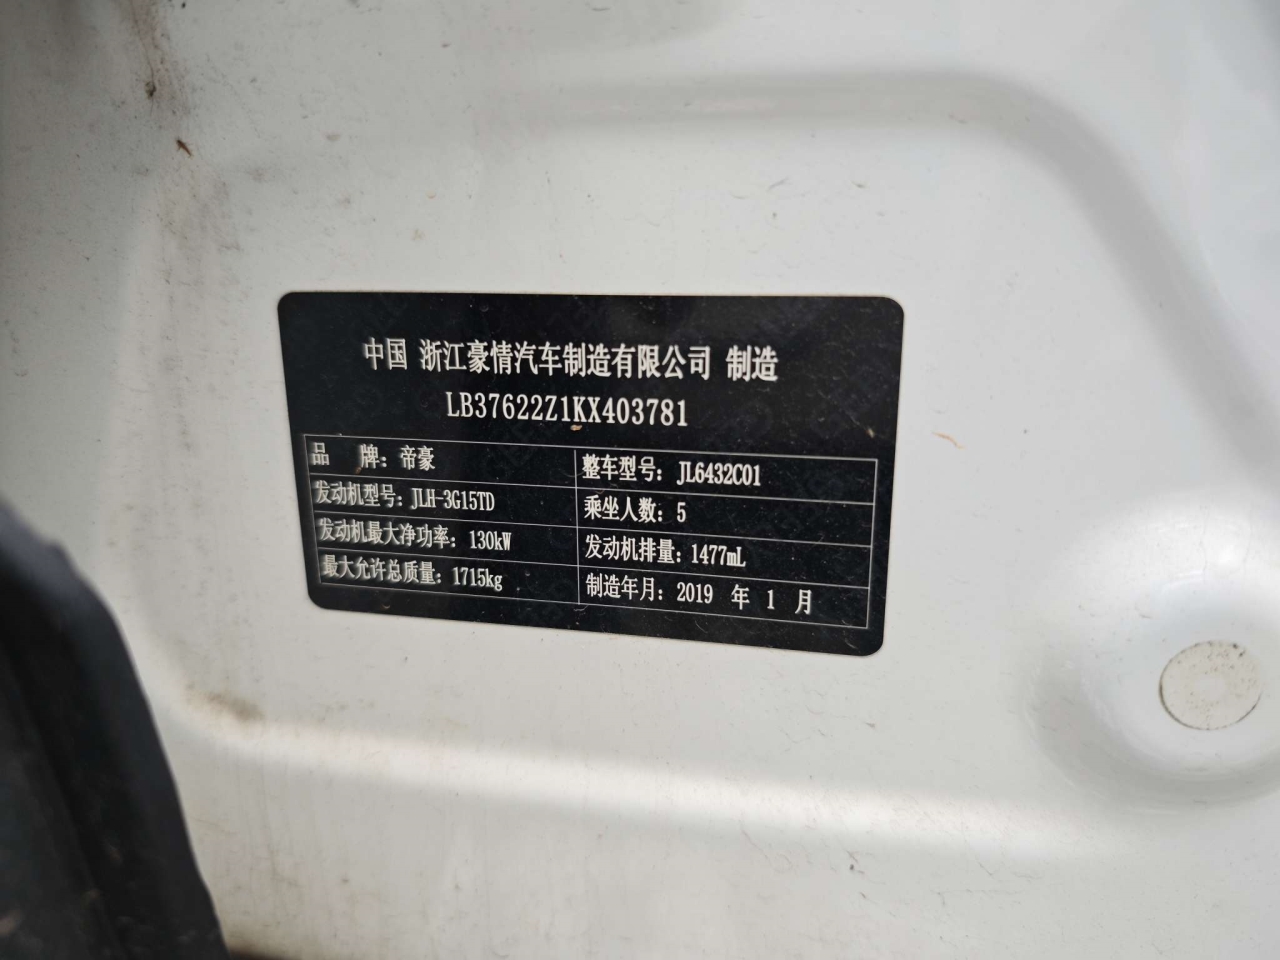 中国 浙江豪情汽车制造有限公司 制造
LB37622Z1KX403781
品 牌：帝豪 整车型号：JL6432C01
发动机型号：JLH-3G15TD 乘坐人数：5
发动机最大净功率：130kW 发动机排量：1477mL
最大允许总质量：1715kg 制造年月：2019 年 1 月